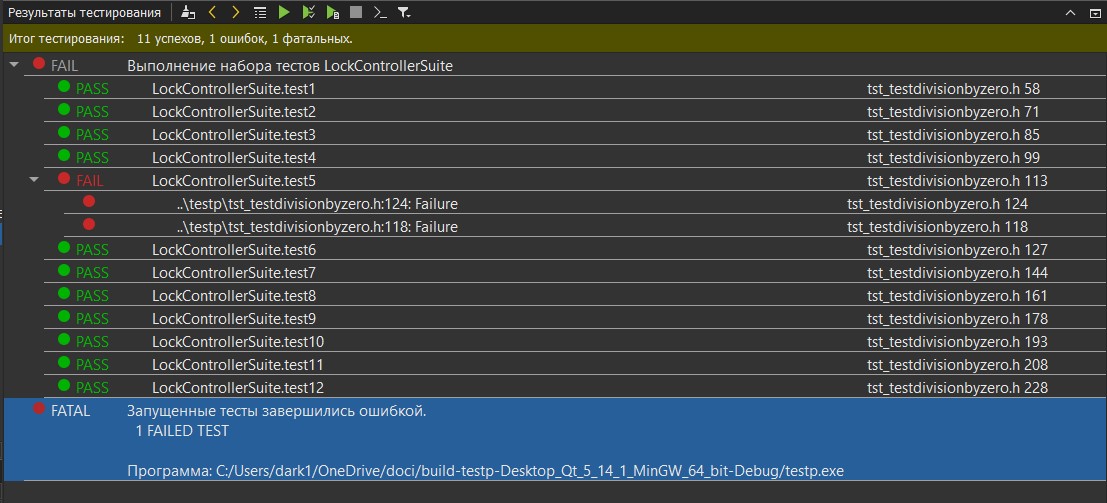 Результаты тестирования
Итог тестирования: 11 успехов, 1 ошибок, 1 фатальных.
FAIL Выполнение набора тестов LockControllerSuite
PASS LockControllerSuite.test1 tst_testdivisionbyzero.h 58
PASS LockControllerSuite.test2 tst_testdivisionbyzero.h 71
PASS LockControllerSuite.test3 tst_testdivisionbyzero.h 85
PASS LockControllerSuite.test4 tst_testdivisionbyzero.h 99
FAIL LockControllerSuite.test5 tst_testdivisionbyzero.h 113
..\testp\tst_testdivisionbyzero.h:124: Failure tst_testdivisionbyzero.h 124
..\testp\tst_testdivisionbyzero.h:118: Failure tst_testdivisionbyzero.h 118
PASS LockControllerSuite.test6 tst_testdivisionbyzero.h 127
PASS LockControllerSuite.test7 tst_testdivisionbyzero.h 144
PASS LockControllerSuite.test8 tst_testdivisionbyzero.h 161
PASS LockControllerSuite.test9 tst_testdivisionbyzero.h 178
PASS LockControllerSuite.test10 tst_testdivisionbyzero.h 193
PASS LockControllerSuite.test11 tst_testdivisionbyzero.h 208
PASS LockControllerSuite.test12 tst_testdivisionbyzero.h 228
FATAL Запущенные тесты завершились ошибкой.
1 FAILED TEST
Программа: C:/Users/dark1/OneDrive/doci/build-testp-Desktop_Qt_5_14_1_MinGW_64_bit-Debug/testp.exe